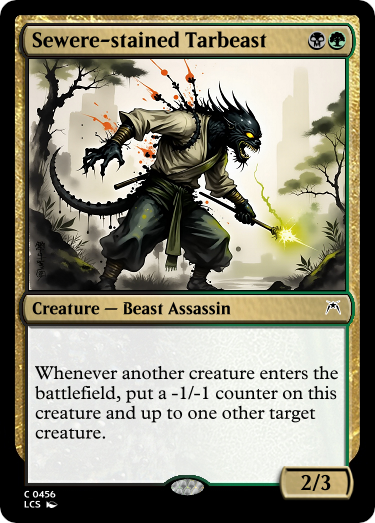 Sewere-stained Tarbeast
Creature — Beast Assassin
Whenever another creature enters the
battlefield, put a -1/-1 counter on this
creature and up to one other target
creature.
2/3
C 0456
LCS